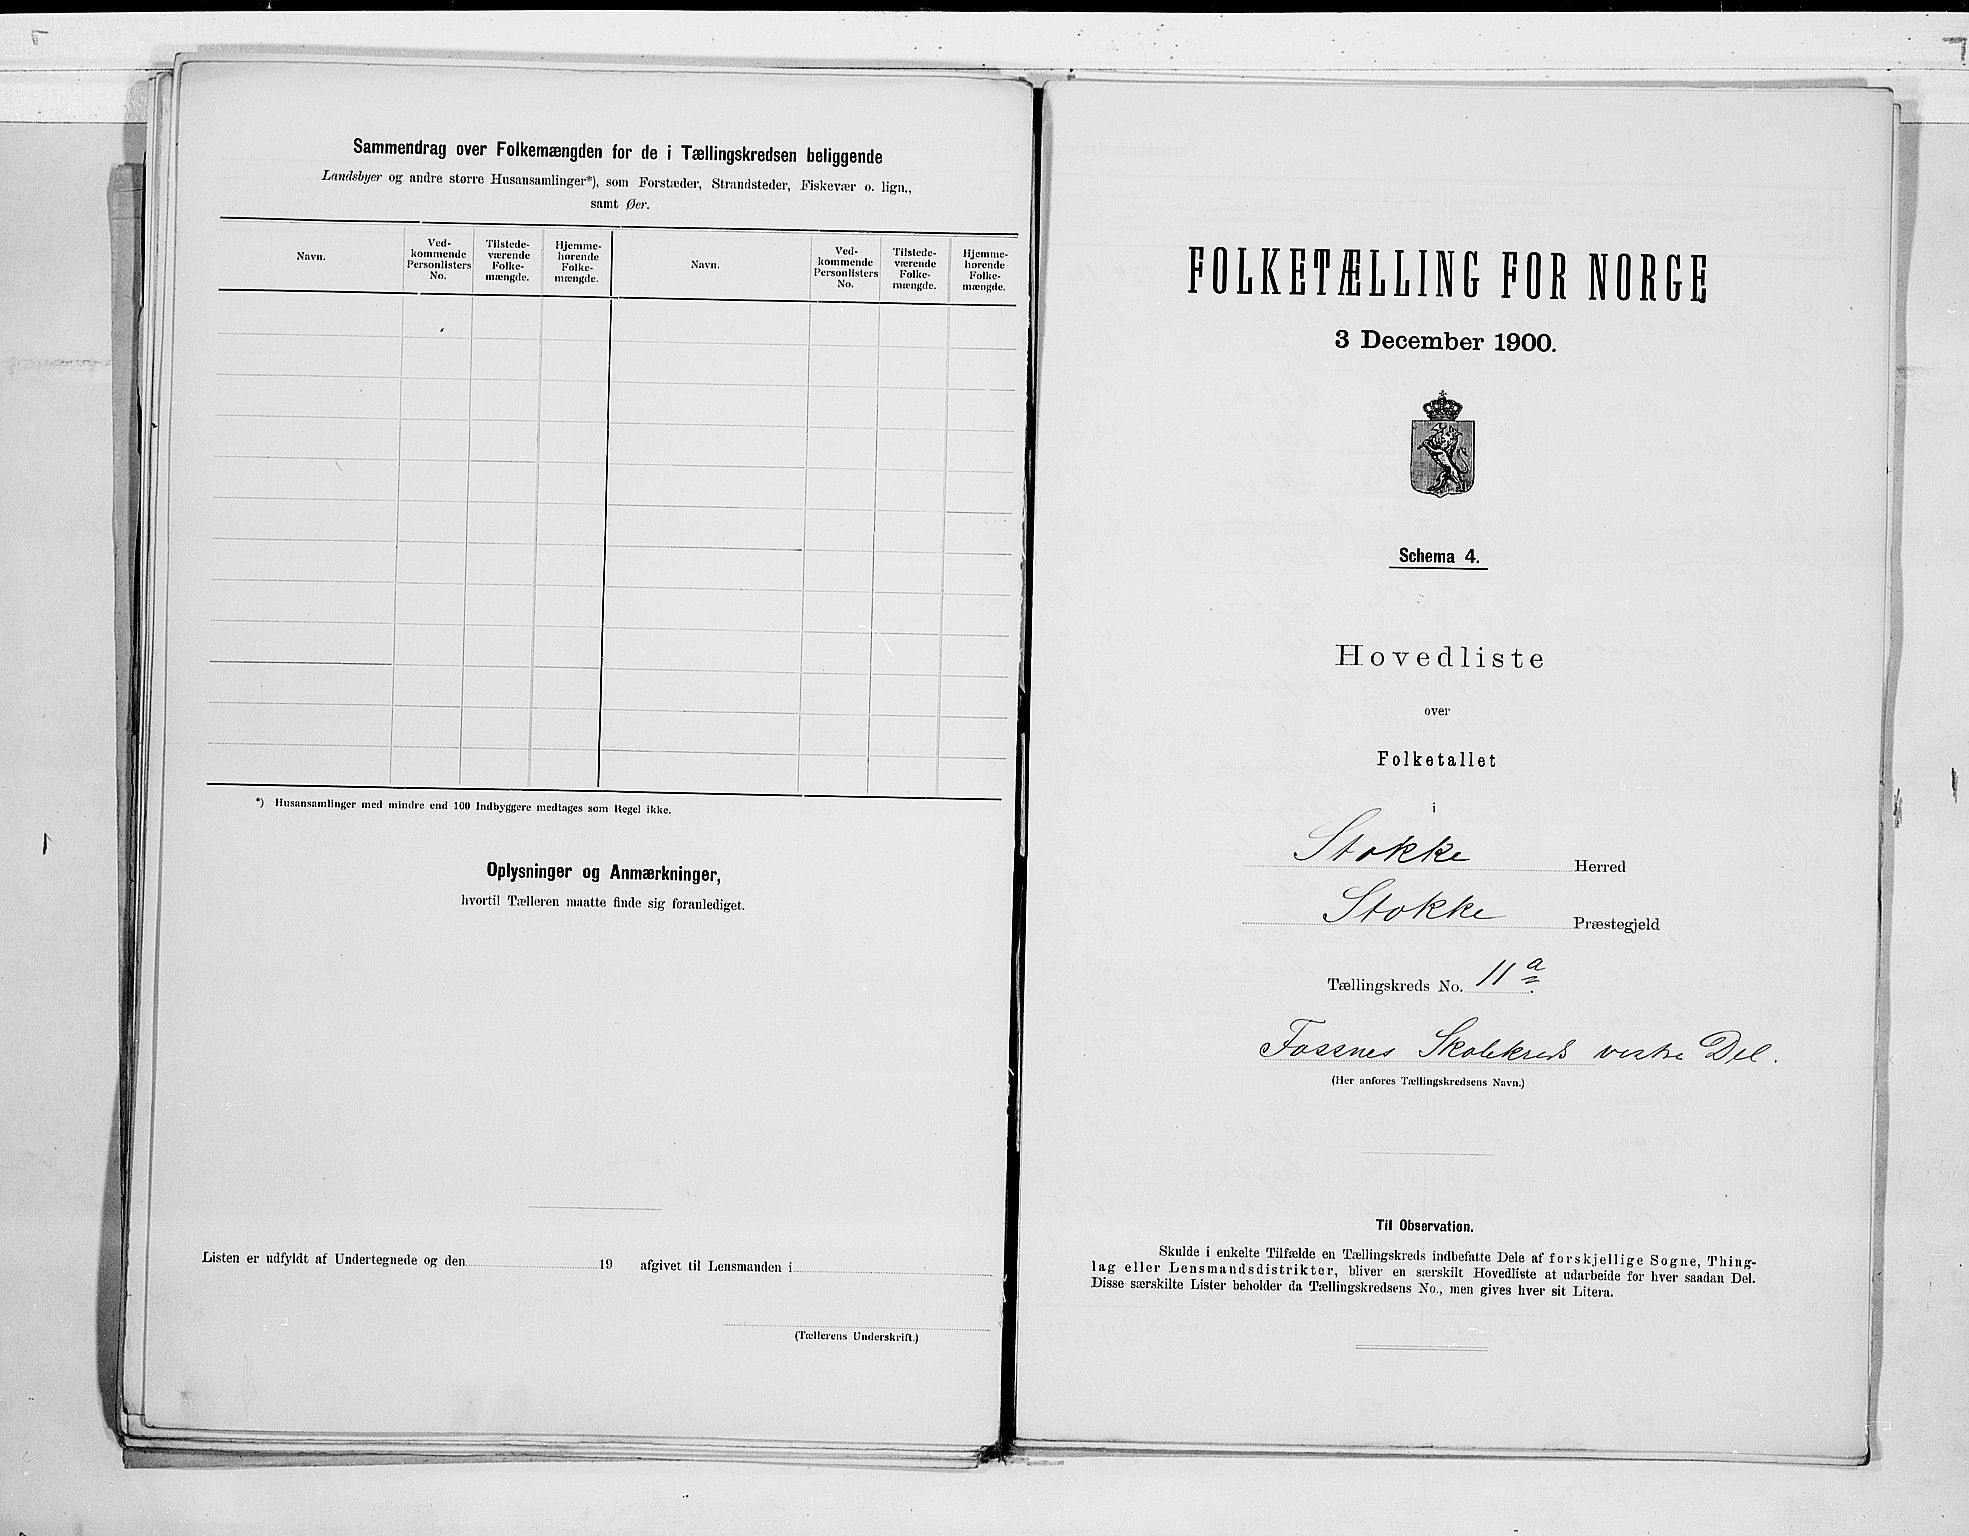 Sammendrag over Folkemængden for de i Tællingskredsen beliggende
Landsbyer og andre større Husansamlinger*), som Forstæder, Strandsteder, Fiskevær o. lign.,
samt Øer.
Navn.
Ved-
kommende
Personlisters
No.
Tilstede-
værende
Folke-
mængde.
Hjemme-
hørende
Folke-
mængde.
Navn.
Ved-
kommende
Personlisters
No.
Tilstede-
værende
Folke-
mængde.
Hjemme-
hørende
Folke-
mængde.
*) Husansamlinger med mindre end 100 Indbyggere medtages som Regel ikke.
Oplysninger og Anmærkninger,
hvortil Tælleren maatte finde sig foranlediget.
Listen er udfyldt af Undertegnede og den 19 afgivet til Lensmanden i
(Tællerens Underskrift.)
FOLKETÆLLING FOR NORGE
3 December 1900.
Schema 4.
Hovedliste
over
Folketallet
i
Stokke Herred
Stokke Præstegjeld
Tællingskreds No. 11a
Fossnes Skolekreds vestre Del.
(Her anføres Tællingskredsens Navn.)
Til Observation.
Skulde i enkelte Tilfælde en Tællingskreds indbefatte Dele af forskjellige Sogne, Thing-
lag eller Lensmandsdistrikter, bliver en særskilt Hovedliste at udarbeide for hver saadan Del.
Disse særskilte Lister beholder da Tællingskredsens No., men gives hver sit Litera.